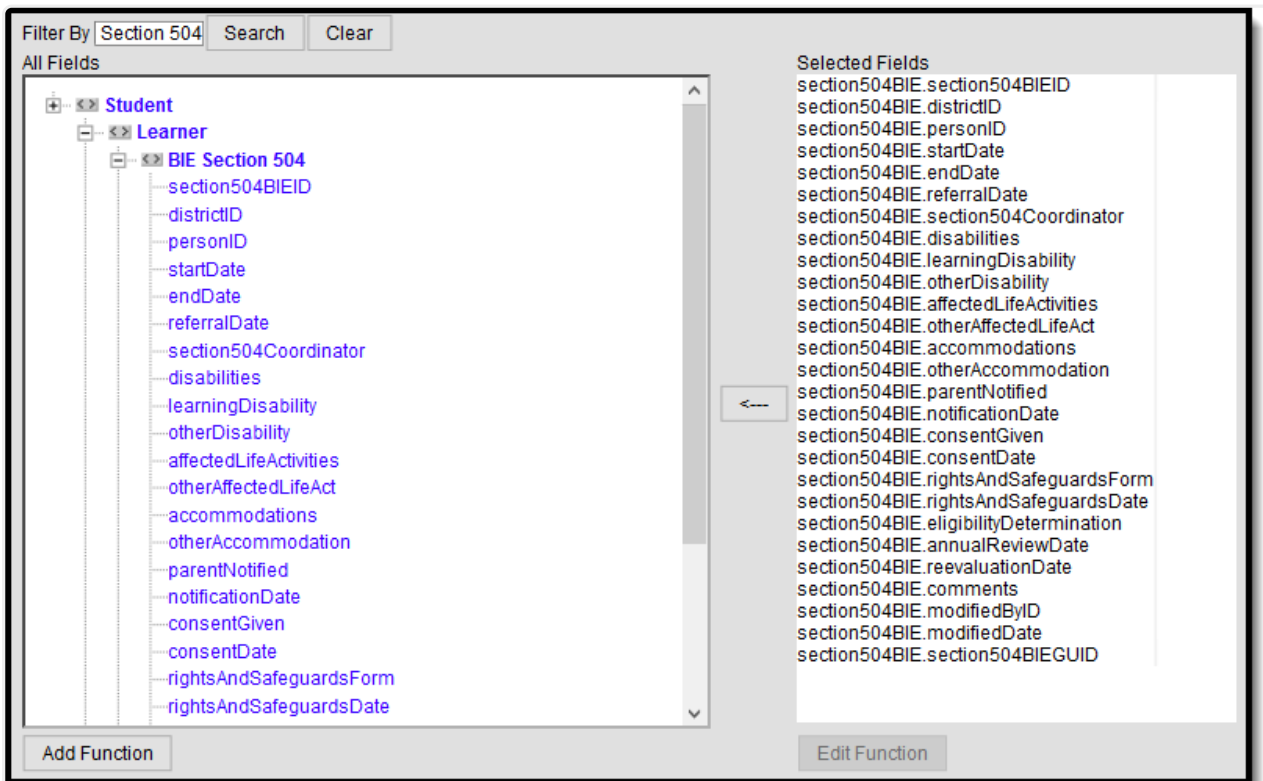 Filter By Section 504 Search Clear
All Fields
Student
Learner
BIE Section 504
section504BIEID
districtID
personID
startDate
endDate
referralDate
section504Coordinator
disabilities
learningDisability
otherDisability
affectedLifeActivities
otherAffectedLifeAct
accommodations
otherAccommodation
parentNotified
notificationDate
consentGiven
consentDate
rightsAndSafeguardsForm
rightsAndSafeguardsDate
Add Function
<---
Selected Fields
section504BIE.section504BIEID
section504BIE.districtID
section504BIE.personID
section504BIE.startDate
section504BIE.endDate
section504BIE.referralDate
section504BIE.section504Coordinator
section504BIE.disabilities
section504BIE.learningDisability
section504BIE.otherDisability
section504BIE.affectedLifeActivities
section504BIE.otherAffectedLifeAct
section504BIE.accommodations
section504BIE.otherAccommodation
section504BIE.parentNotified
section504BIE.notificationDate
section504BIE.consentGiven
section504BIE.consentDate
section504BIE.rightsAndSafeguardsForm
section504BIE.rightsAndSafeguardsDate
section504BIE.eligibilityDetermination
section504BIE.annualReviewDate
section504BIE.reevaluationDate
section504BIE.comments
section504BIE.modifiedByID
section504BIE.modifiedDate
section504BIE.section504BIEGUID
Edit Function